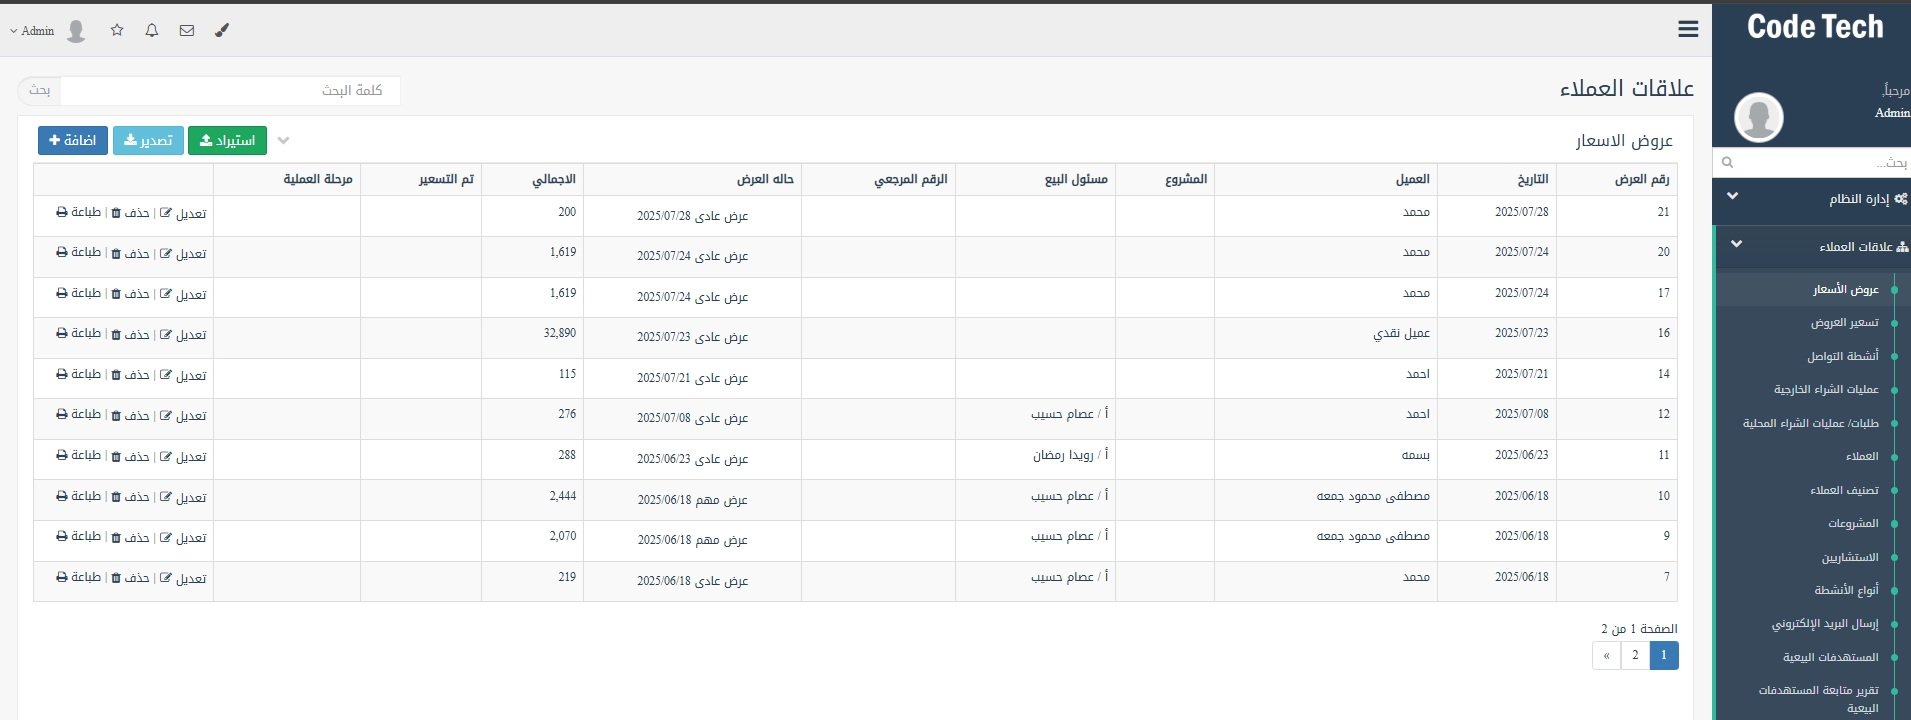 Code Tech
مرحباً,
Admin
بحث...
إدارة النظام
علاقات العملاء
عروض الأسعار
تسعير العروض
أنشطة التواصل
عمليات الشراء الخارجية
طلبات/ عمليات الشراء المحلية
العملاء
تصنيف العملاء
المشروعات
الاستشاريين
أنواع الأنشطة
إرسال البريد الإلكتروني
المستهدفات البيعية
تقرير متابعة المستهدفات
البيعية
Admin
علاقات العملاء
كلمة البحث بحث
عروض الاسعار
استيراد تصدير اضافة
رقم العرض التاريخ العميل المشروع مسئول البيع الرقم المرجعي حاله العرض الاجمالي تم التسعير مرحلة العملية
21 2025/07/28 محمد عرض عادى 2025/07/28 200 تعديل | حذف | طباعة
20 2025/07/24 محمد عرض عادى 2025/07/24 1,619 تعديل | حذف | طباعة
17 2025/07/24 محمد عرض عادى 2025/07/24 1,619 تعديل | حذف | طباعة
16 2025/07/23 عميل نقدي عرض عادى 2025/07/23 32,890 تعديل | حذف | طباعة
14 2025/07/21 احمد عرض عادى 2025/07/21 115 تعديل | حذف | طباعة
12 2025/07/08 احمد أ / عصام حسيب عرض عادى 2025/07/08 276 تعديل | حذف | طباعة
11 2025/06/23 بسمه أ / رويدا رمضان عرض عادى 2025/06/23 288 تعديل | حذف | طباعة
10 2025/06/18 مصطفى محمود جمعه أ / عصام حسيب عرض مهم 2025/06/18 2,444 تعديل | حذف | طباعة
9 2025/06/18 مصطفى محمود جمعه أ / عصام حسيب عرض مهم 2025/06/18 2,070 تعديل | حذف | طباعة
7 2025/06/18 محمد أ / عصام حسيب عرض عادى 2025/06/18 219 تعديل | حذف | طباعة
الصفحة 1 من 2
1 2 »